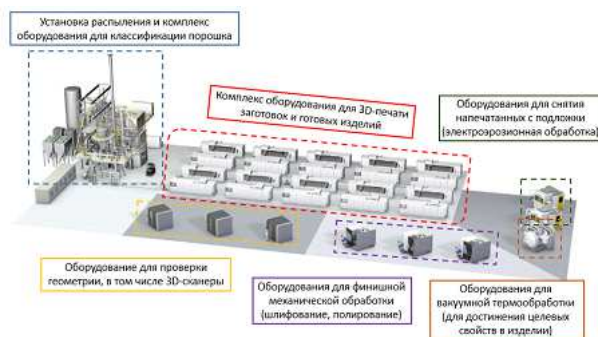 Установка распыления и комплекс
оборудования для классификации порошка
Комплекс оборудования для 3D-печати
заготовок и готовых изделий
Оборудования для снятия
напечатанных с подложки
(электроэрозионная обработка)
Оборудование для проверки
геометрии, в том числе 3D-сканеры
Оборудования для финишной
механической обработки
(шлифование, полирование)
Оборудования для
вакуумной термообработки
(для достижения целевых
свойств в изделии)